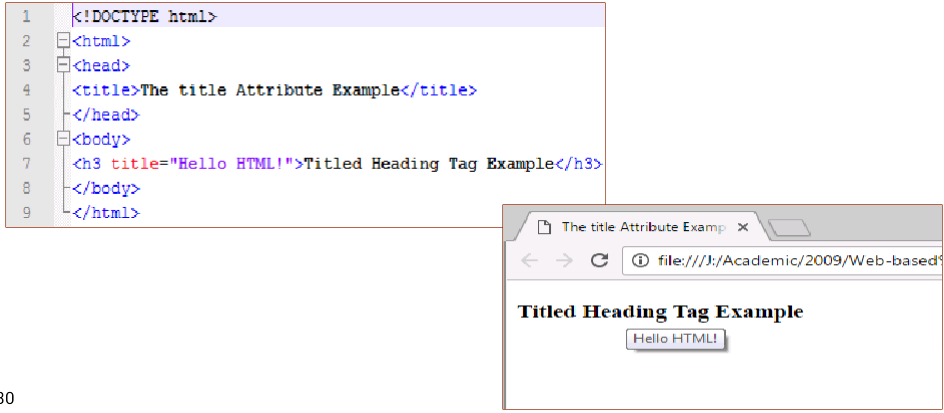 1 <!DOCTYPE html>
2 <html>
3 <head>
4 <title>The title Attribute Example</title>
5 </head>
6 <body>
7 <h3 title="Hello HTML!">Titled Heading Tag Example</h3>
8 </body>
9 </html>
The title Attribute Examp
file:///J:/Academic/2009/Web-based
Titled Heading Tag Example
Hello HTML!